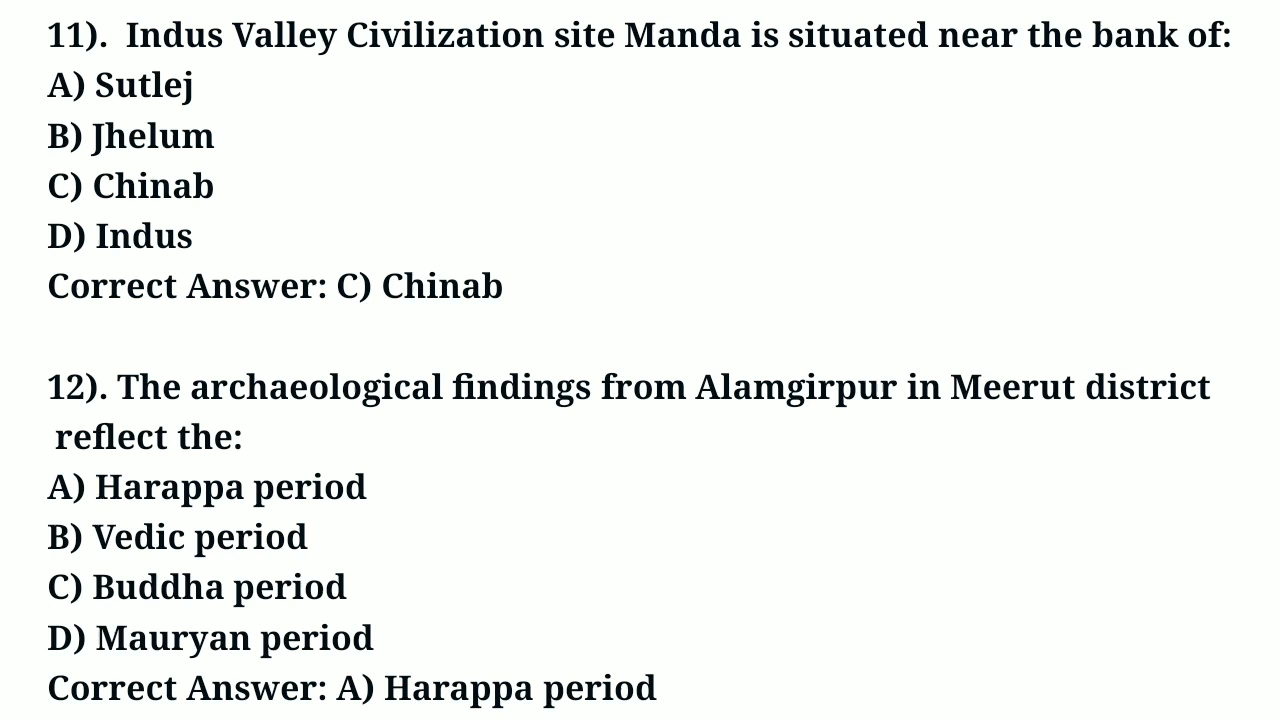 11).  Indus Valley Civilization site Manda is situated near the bank of:
A) Sutlej
B) Jhelum
C) Chinab
D) Indus
Correct Answer: C) Chinab
12). The archaeological findings from Alamgirpur in Meerut district
reflect the:
A) Harappa period
B) Vedic period
C) Buddha period
D) Mauryan period
Correct Answer: A) Harappa period